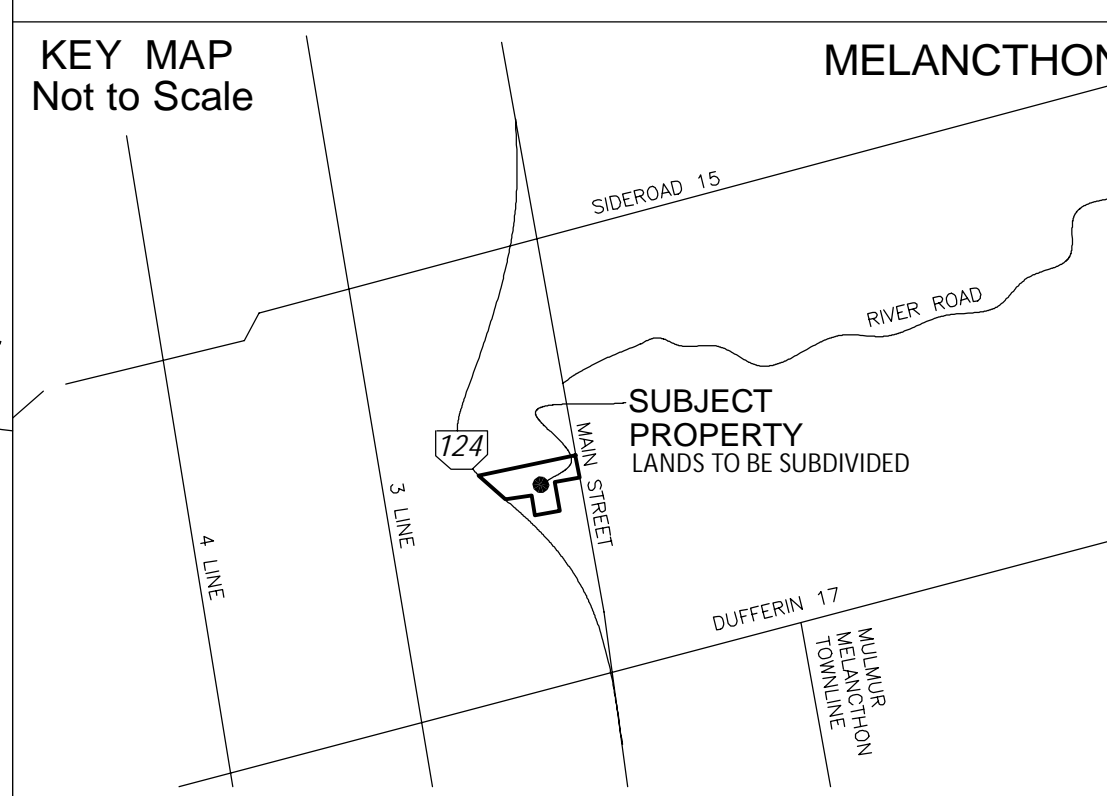 KEY MAP
Not to Scale
MELANCTHON
SIDEROAD 15
RIVER ROAD
SUBJECT
PROPERTY
LANDS TO BE SUBDIVIDED
124
MAIN STREET
3 LINE
4 LINE
DUFFERIN 17
MULMUR
MELANCTHON
TOWNLINE